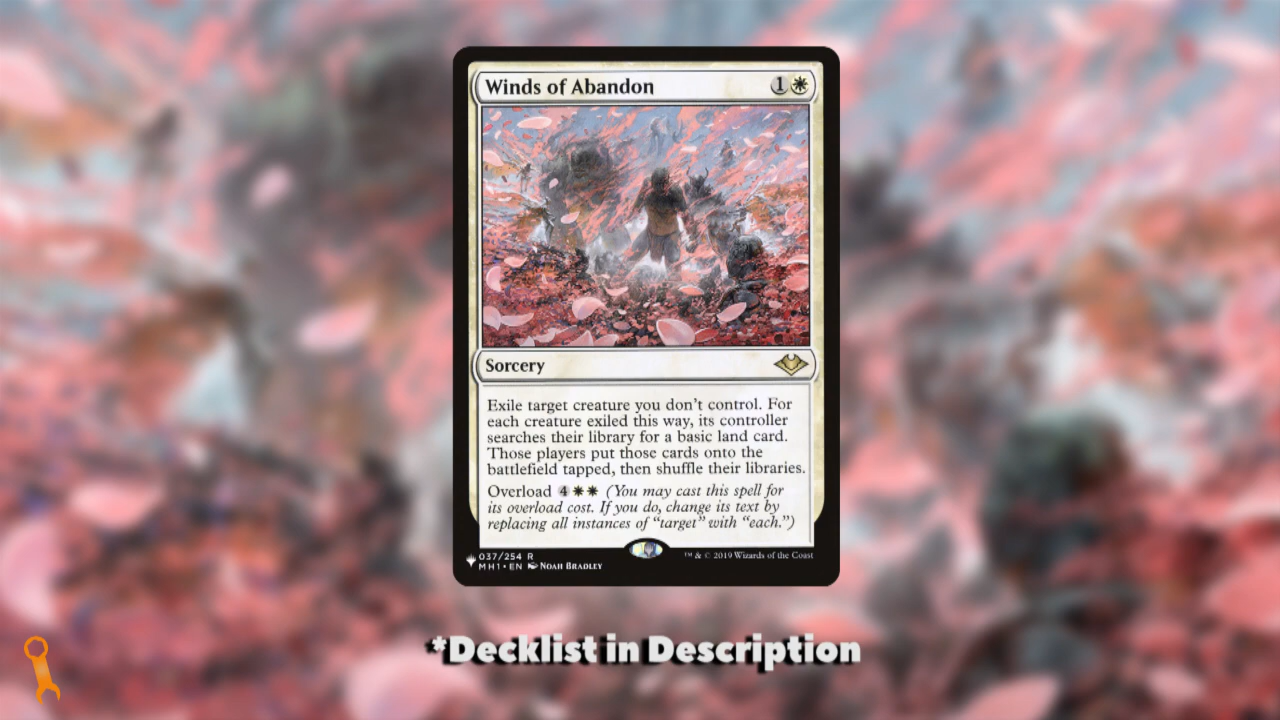 Winds of Abandon 1
Sorcery
Exile target creature you don't control. For
each creature exiled this way, its controller
searches their library for a basic land card.
Those players put those cards onto the
battlefield tapped, then shuffle their libraries.
Overload 4 (You may cast this spell for
its overload cost. If you do, change its text by
replacing all instances of "target" with "each.")
037/254 R
MH1 • EN Noah Bradley
™ & © 2019 Wizards of the Coast
*Decklist in Description